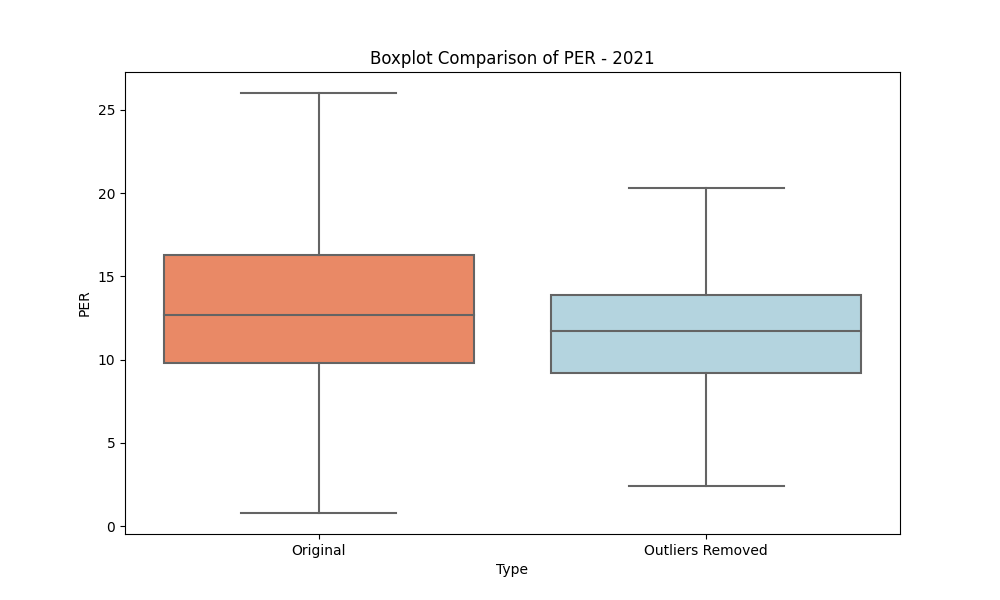 Boxplot Comparison of PER - 2021
PER
25
20
15
10
5
0
Original
Outliers Removed
Type